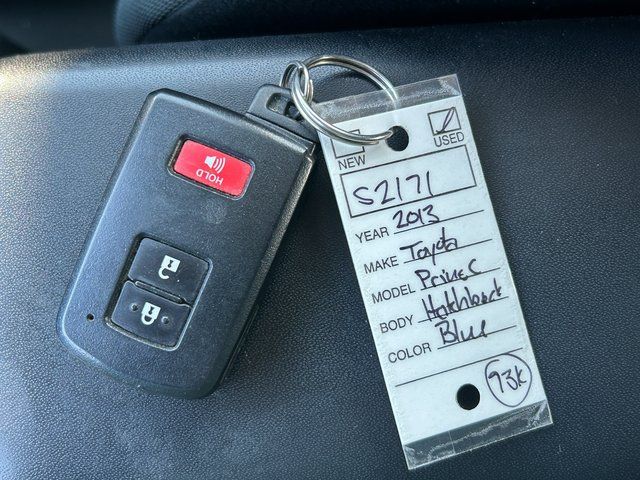 HOLD
NEW
USED
S2171
YEAR 2013
MAKE Toyota
MODEL Prius C
BODY Hatchback
COLOR Blue
93k